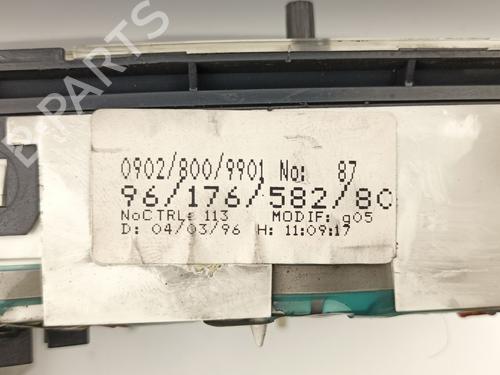 0902/800/9901 No: 87
96/176/582/8C
NoCTRL: 113 MODIF: g05
D: 04/03/96 H: 11:09:17